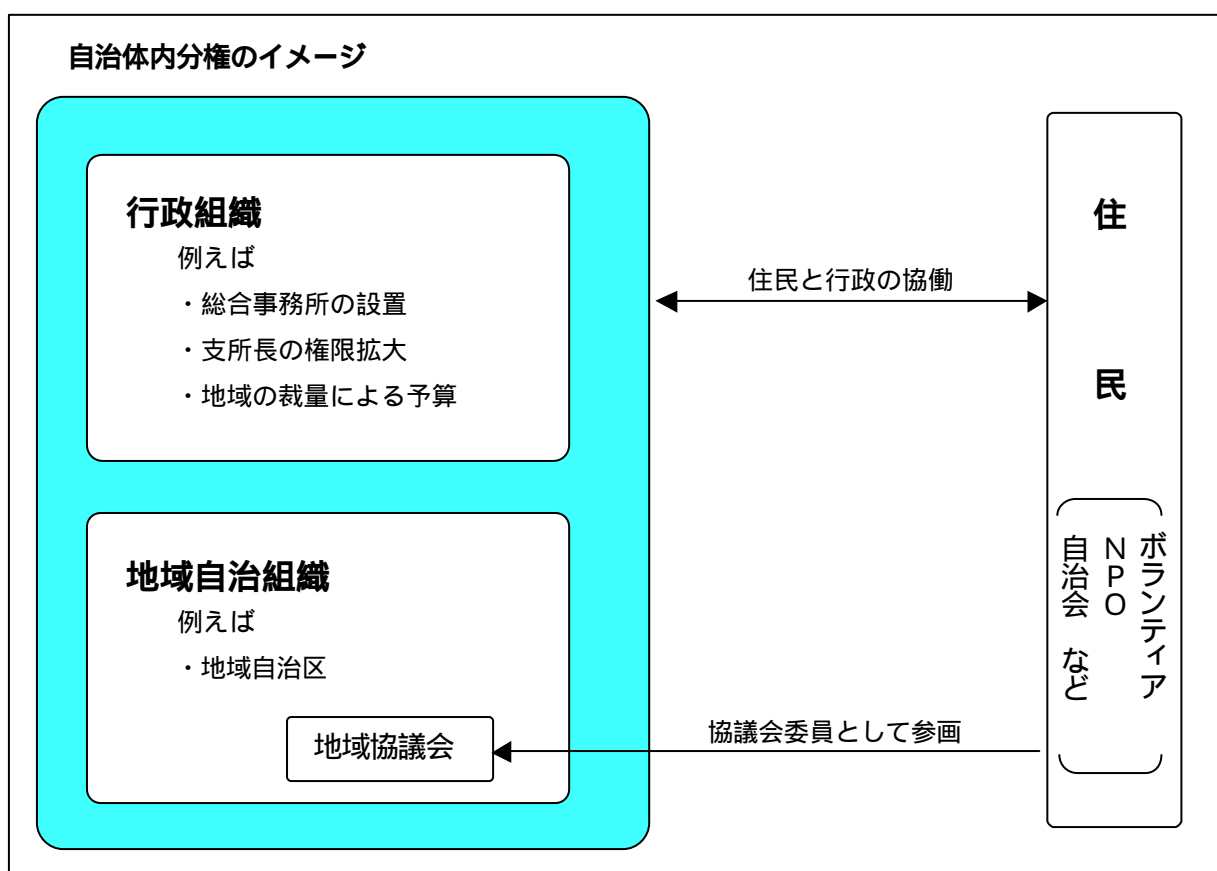 自治体内分権のイメージ
行政組織
例えば
・総合事務所の設置
・支所長の権限拡大
・地域の裁量による予算
地域自治組織
例えば
・地域自治区
地域協議会
住民と行政の協働
協議会委員として参画
住民
ボランティア
NPO
自治会 など